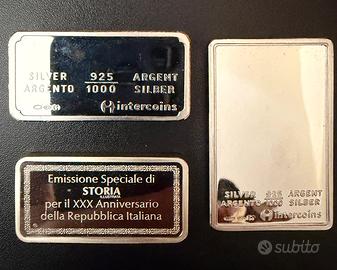 SILVER 925 ARGENT
ARGENTO 1000 SILBER
intercoins
Emissione Speciale di
STORIA
ILLUSTRATA
per il XXX Anniversario
della Repubblica Italiana
SILVER 925 ARGENT
ARGENTO SILBER
intercoins
subito